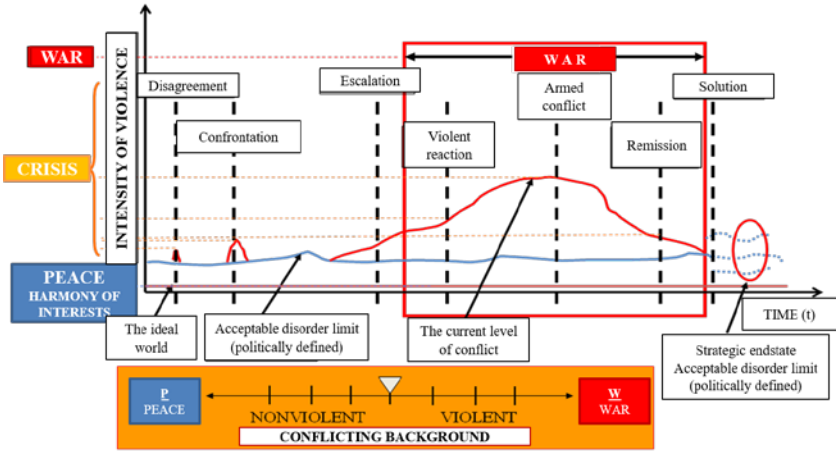 WAR
W A R
Disagreement
Escalation
Solution
Armed
conflict
Confrontation
Violent
reaction
Remission
INTENSITY OF VIOLENCE
CRISIS
PEACE
HARMONY OF
INTERESTS
TIME (t)
The ideal
world
Acceptable disorder limit
(politically defined)
The current level
of conflict
Strategic endstate
Acceptable disorder limit
(politically defined)
P
PEACE
NONVIOLENT
VIOLENT
W
WAR
CONFLICTING BACKGROUND